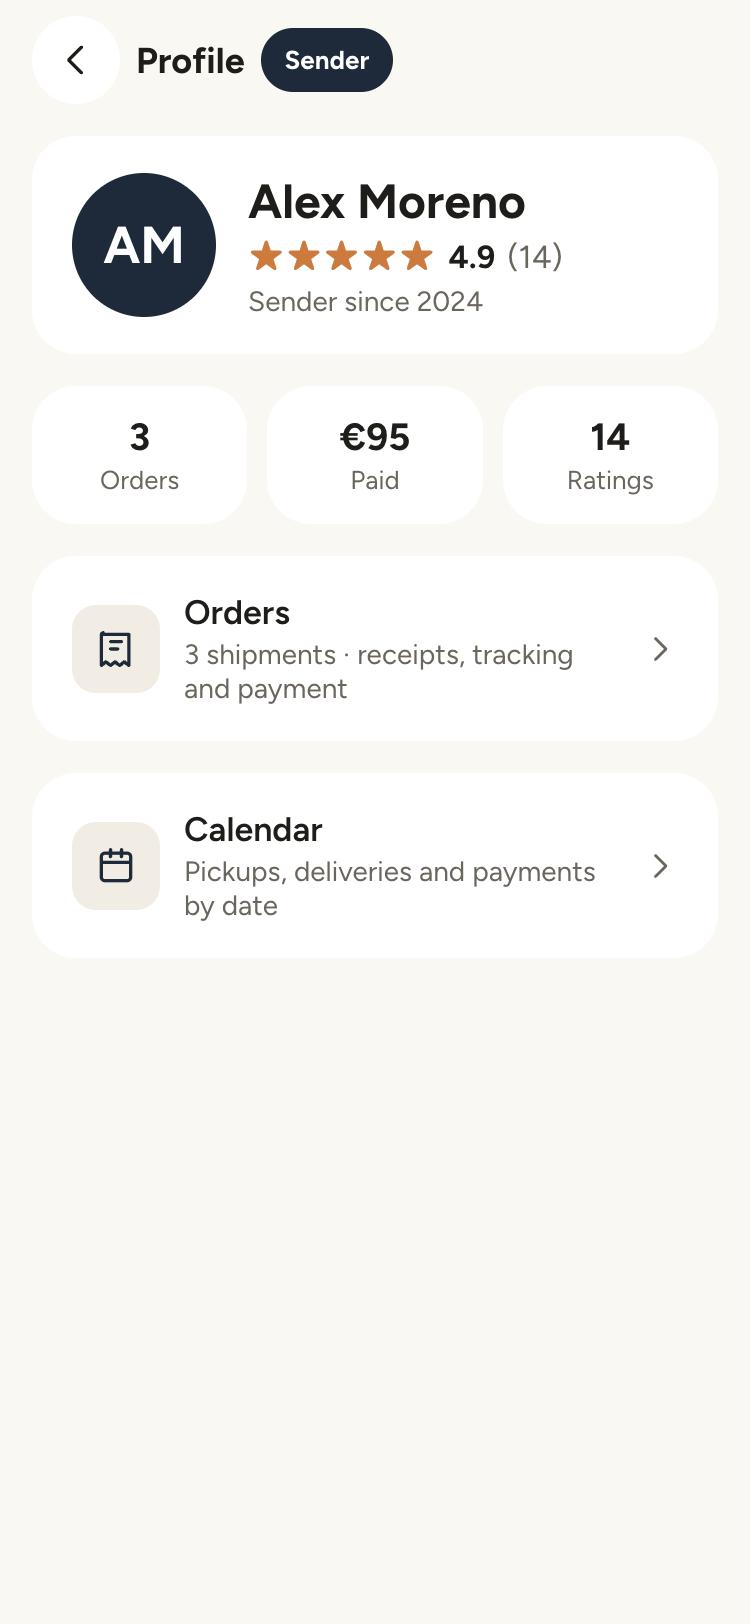 Profile Sender
AM
Alex Moreno
4.9 (14)
Sender since 2024
3
Orders
€95
Paid
14
Ratings
Orders
3 shipments · receipts, tracking
and payment
Calendar
Pickups, deliveries and payments
by date